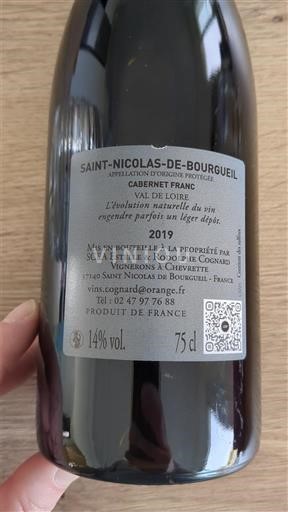 SAINT-NICOLAS-DE-BOURGUEIL
APPELLATION D'ORIGINE PROTÉGÉE
CABERNET FRANC
VAL DE LOIRE
L'évolution naturelle du vin
engendre parfois un léger dépôt.
2019
MIS EN BOUTEILLE À LA PROPRIÉTÉ PAR
SCEA ESTELLE & RODOLPHE COGNARD
VIGNERONS À CHEVRETTE
37140 SAINT NICOLAS DE BOURGUEIL - FRANCE
vins.cognard@orange.fr
Tél : 02 47 97 76 88
PRODUIT DE FRANCE
14% vol. 75 cl
Contient des sulfites